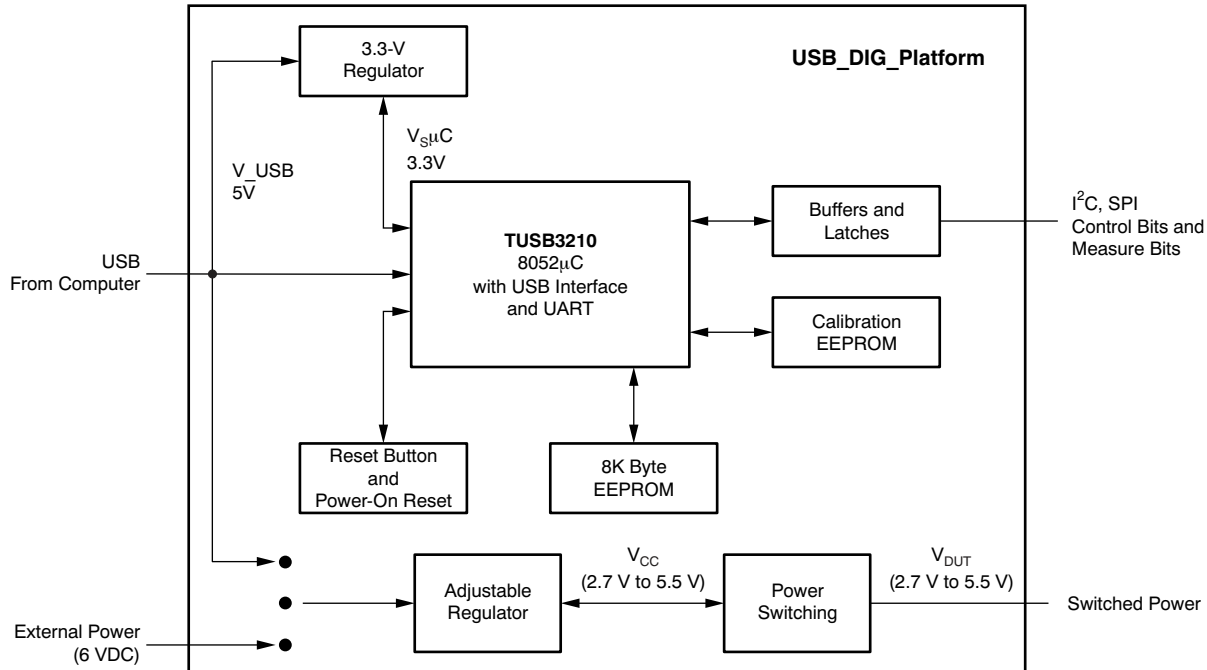 3.3-V
Regulator
USB_DIG_Platform
V_USB
5V
VSμC
3.3V
TUSB3210
8052μC
with USB Interface
and UART
Buffers and
Latches
I2C, SPI
Control Bits and
Measure Bits
USB
From Computer
Calibration
EEPROM
Reset Button
and
Power-On Reset
8K Byte
EEPROM
Adjustable
Regulator
VCC
(2.7 V to 5.5 V)
Power
Switching
VDUT
(2.7 V to 5.5 V)
Switched Power
External Power
(6 VDC)